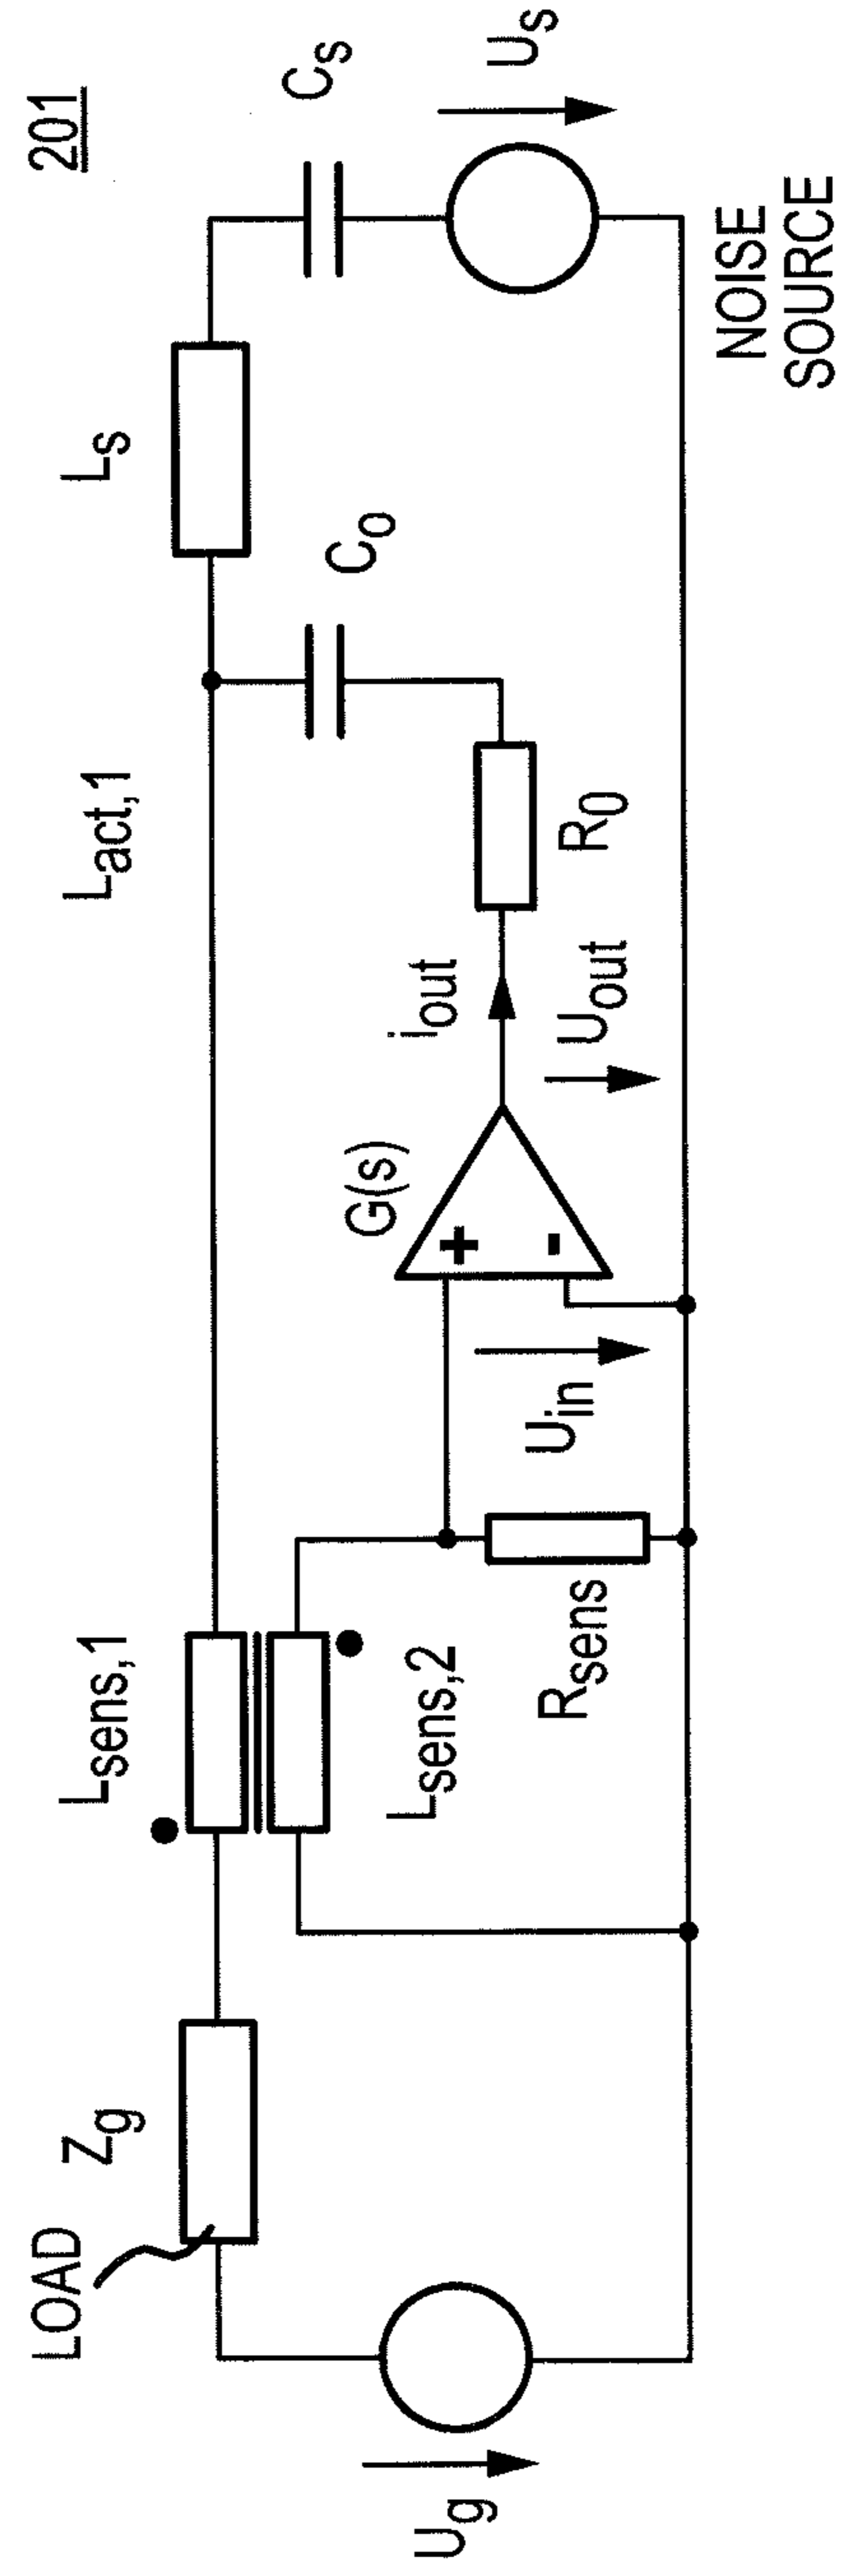 201
LOAD
Zg
Lsens,1
Lact,1
Ls
Cs
Us
Co
Lsens,2
G(s)
+
-
iout
R0
Uout
Uin
Rsens
Ug
NOISE
SOURCE